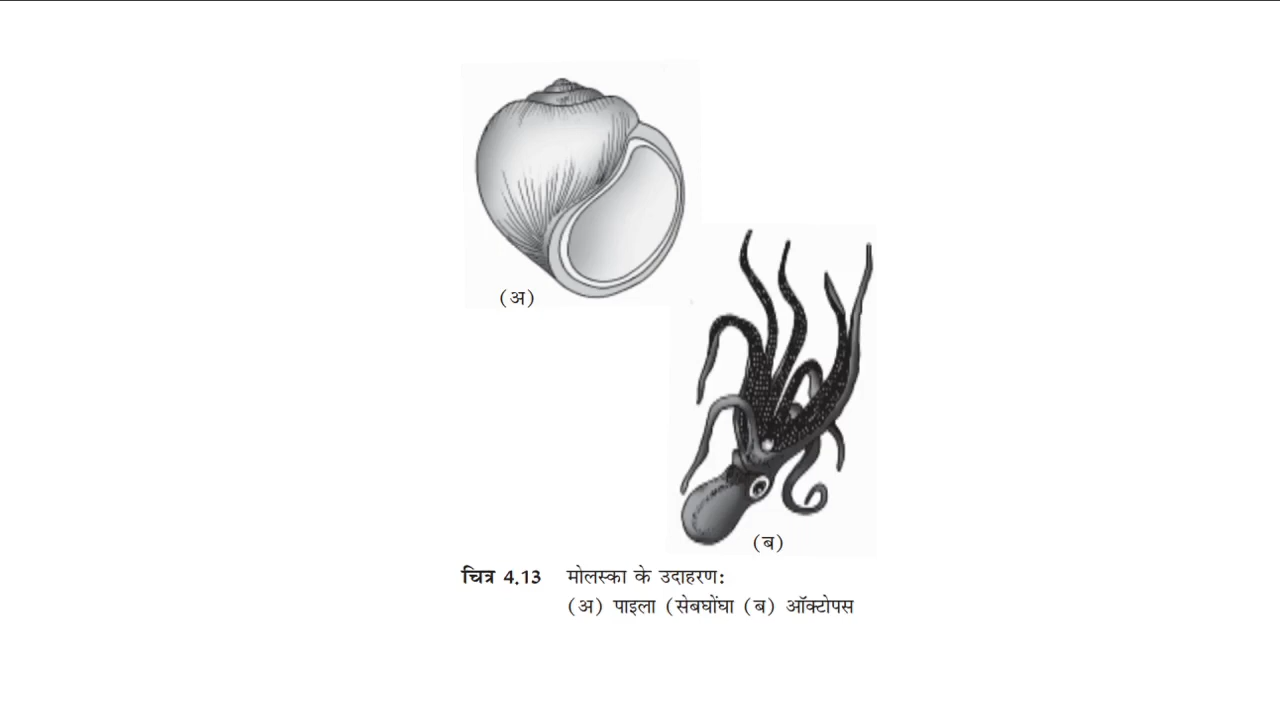 (अ)
(ब)
चित्र 4.13 मोलस्का के उदाहरण:
(अ) पाइला (सेबघोंघा (ब) ऑक्टोपस